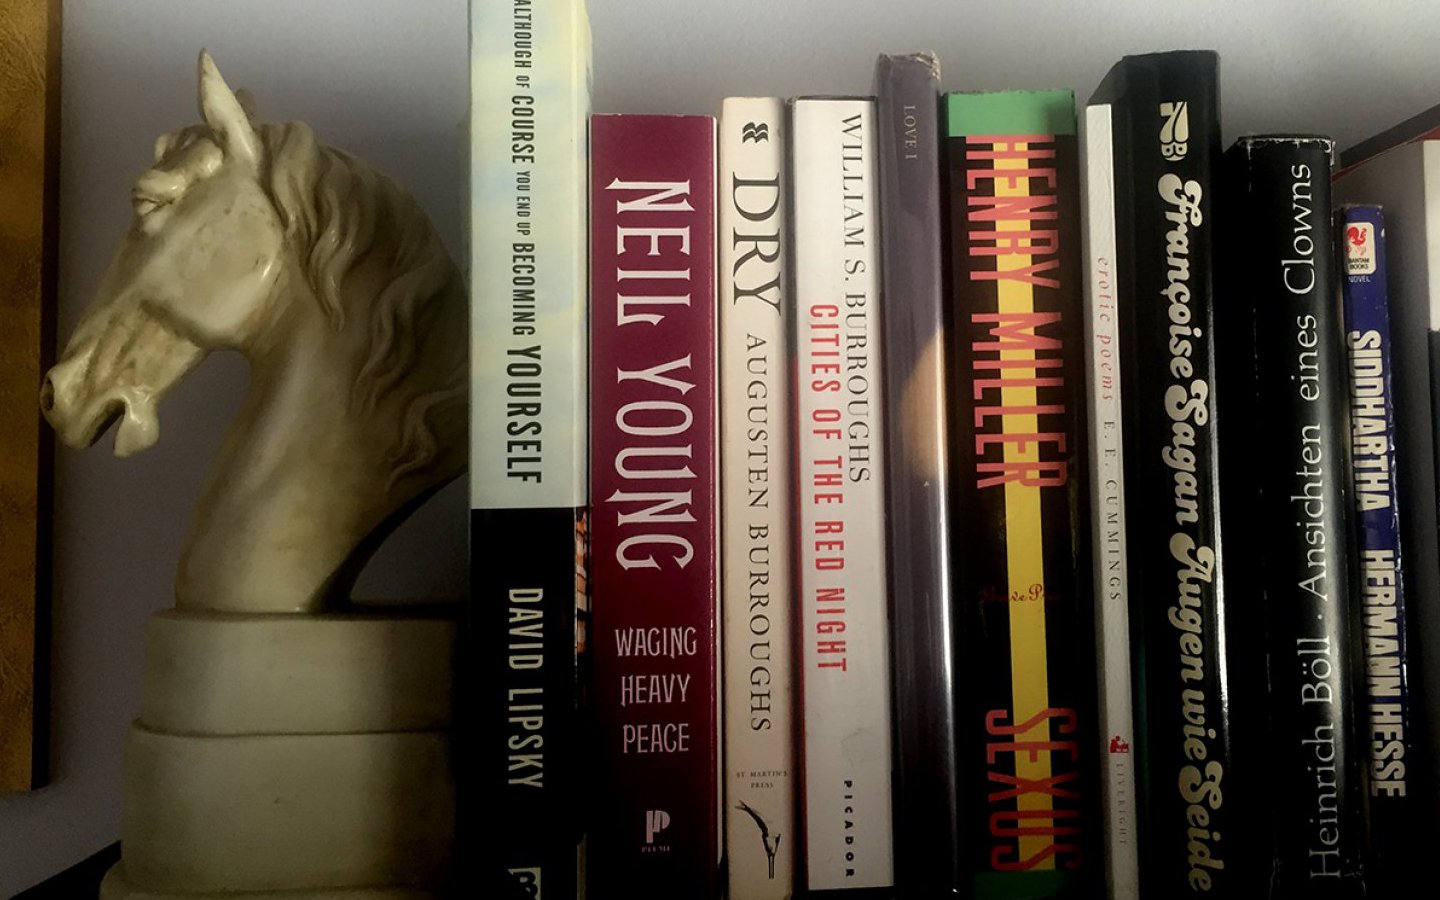 ALTHOUGH OF COURSE YOU END UP BECOMING YOURSELF
DAVID LIPSKY
NEIL YOUNG
WAGING
HEAVY
PEACE
PLUME
DRY
AUGUSTEN BURROUGHS
ST. MARTIN'S
PRESS
WILLIAM S. BURROUGHS
CITIES OF THE RED NIGHT
PICADOR
LOVE I
HENRY MILLER
SEXUS
erotic poems
E. E. CUMMINGS
LIVERIGHT
Françoise Sagan Augen wie Seide
Heinrich Böll · Ansichten eines Clowns
BANTAM
BOOKS
NOVEL
SIDDHARTHA
HERMANN HESSE